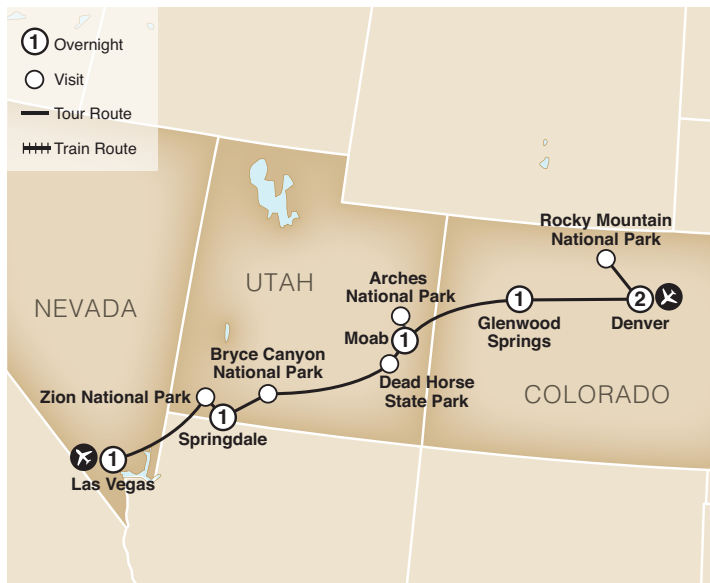 1 Overnight
Visit
Tour Route
Train Route
Rocky Mountain
National Park
Arches
National Park
UTAH
NEVADA
1
2
Glenwood
Springs
Denver
Moab
1
Bryce Canyon
National Park
Dead Horse
State Park
COLORADO
Zion National Park
1
Springdale
1
Las Vegas